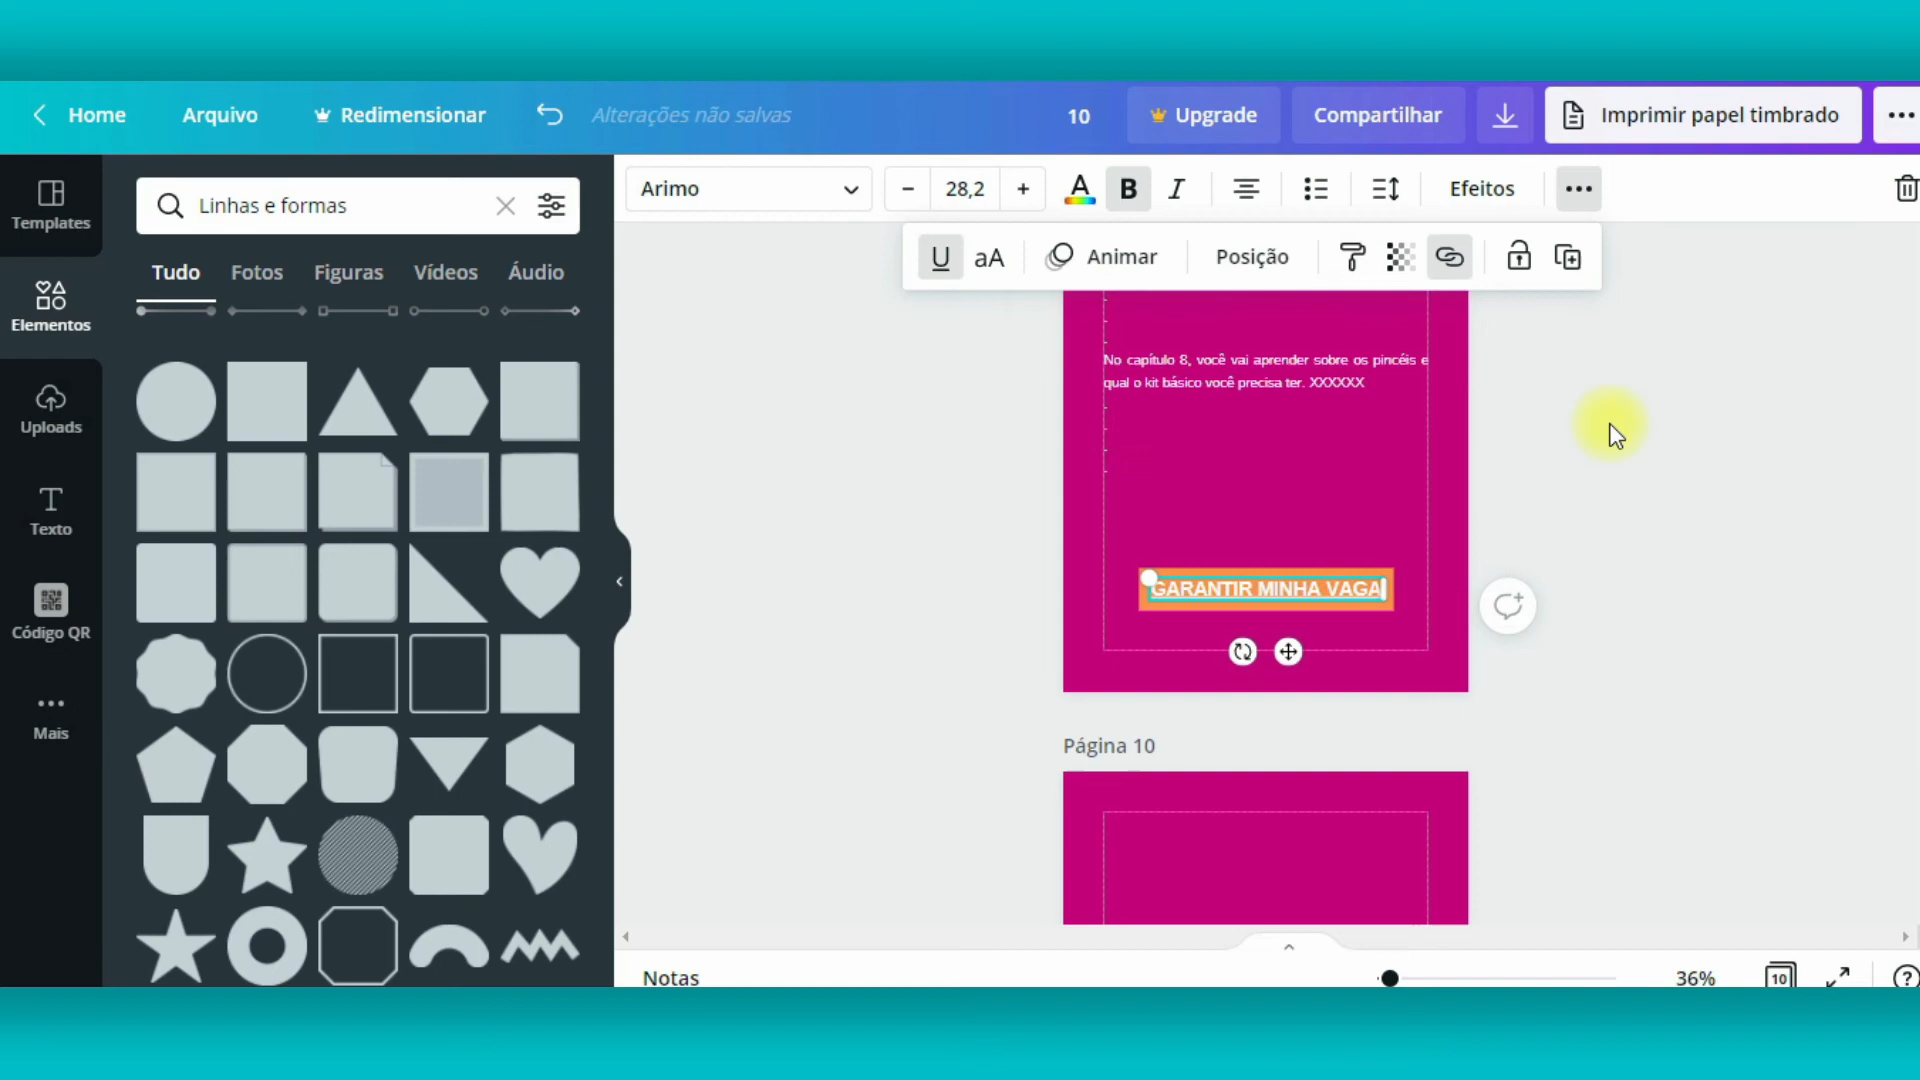 Home
Arquivo
Redimensionar
Alterações não salvas
10
Upgrade
Compartilhar
Imprimir papel timbrado
Templates
Elementos
Uploads
Texto
Código QR
Mais
Linhas e formas
Tudo
Fotos
Figuras
Vídeos
Áudio
Arimo
28,2
A
B
I
Efeitos
U
aA
Animar
Posição
No capítulo 8, você vai aprender sobre os pincéis e
qual o kit básico você precisa ter. XXXXXX
GARANTIR MINHA VAGA
Página 10
Notas
36%
10
?